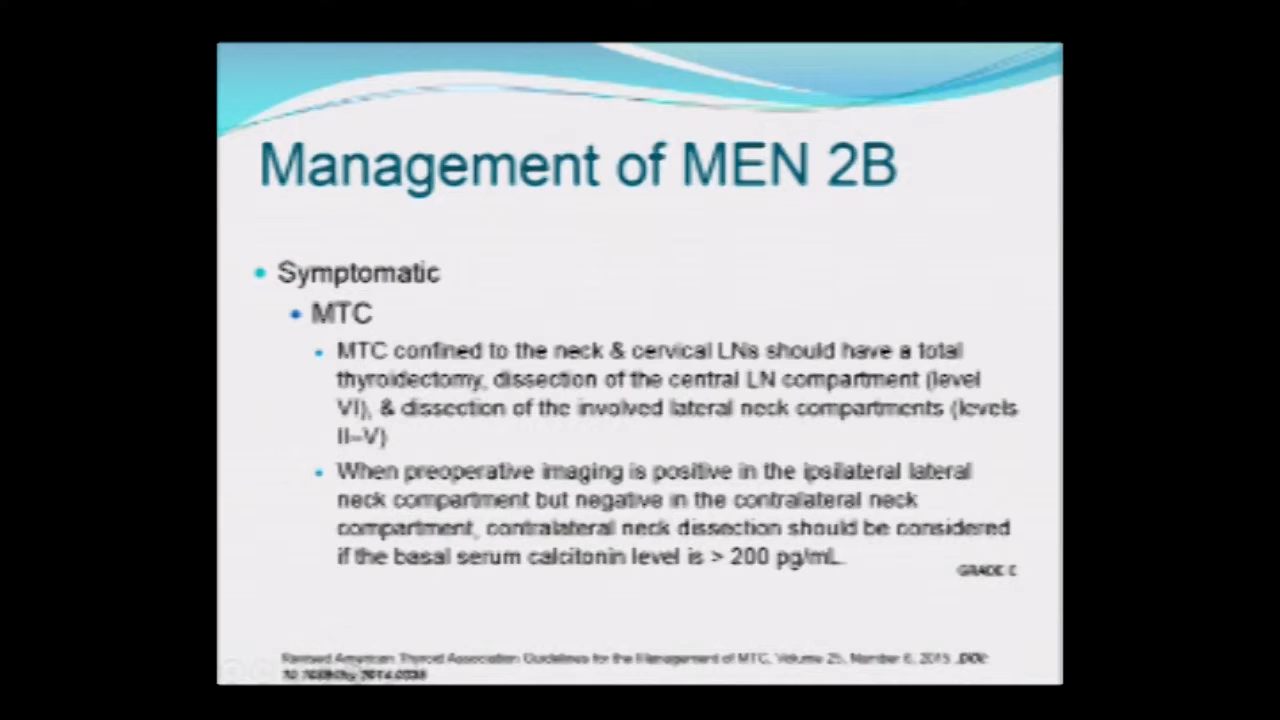 Management of MEN 2B
• Symptomatic
• MTC
• MTC confined to the neck & cervical LNs should have a total
thyroidectomy, dissection of the central LN compartment (level
VI), & dissection of the involved lateral neck compartments (levels
II–V)
• When preoperative imaging is positive in the ipsilateral lateral
neck compartment but negative in the contralateral neck
compartment, contralateral neck dissection should be considered
if the basal serum calcitonin level is > 200 pg/mL.
GRADE C
Revised American Thyroid Association Guidelines for the Management of MTC, Volume 25, Number 6, 2015 ,DOI: